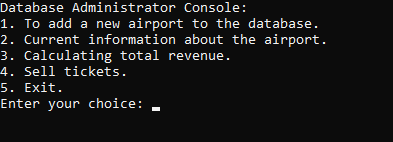 Database Administrator Console:
1. To add a new airport to the database.
2. Current information about the airport.
3. Calculating total revenue.
4. Sell tickets.
5. Exit.
Enter your choice: _